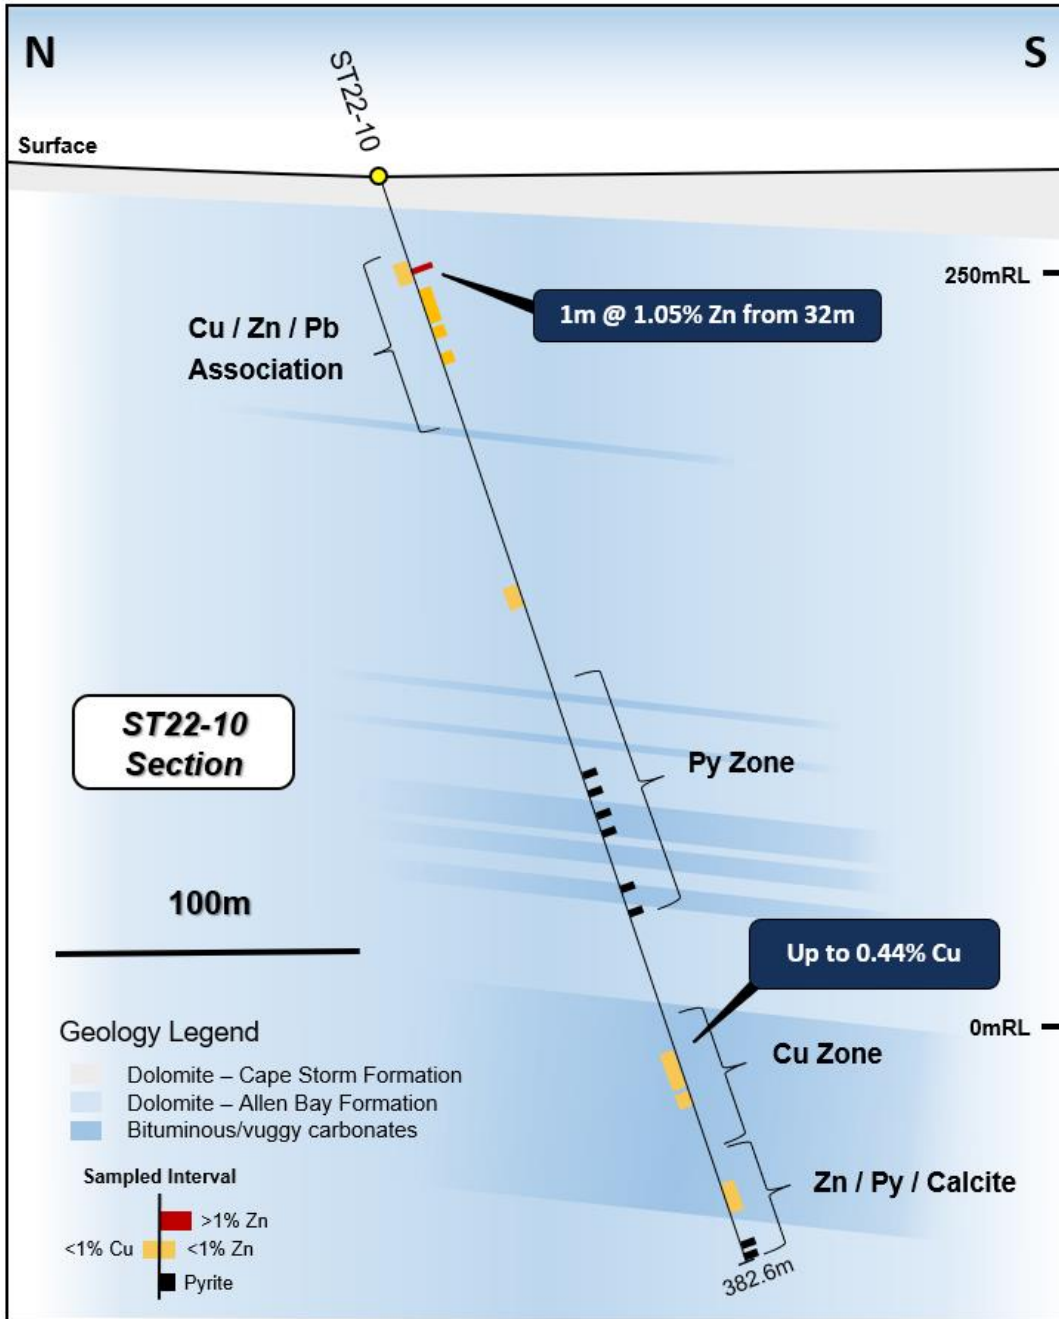 N
S
ST22-10
Surface
250mRL
1m @ 1.05% Zn from 32m
Cu / Zn / Pb
Association
ST22-10
Section
Py Zone
100m
Up to 0.44% Cu
0mRL
Cu Zone
Geology Legend
Dolomite – Cape Storm Formation
Dolomite – Allen Bay Formation
Bituminous/vuggy carbonates
Zn / Py / Calcite
Sampled Interval
>1% Zn
<1% Cu
<1% Zn
Pyrite
382.6m